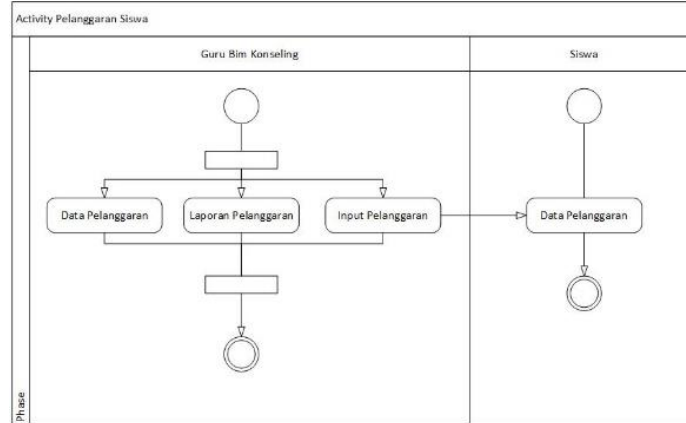 Activity Pelanggaran Siswa
Guru Bim Konseling
Siswa
Data Pelanggaran
Laporan Pelanggaran
Input Pelanggaran
Data Pelanggaran
Phase